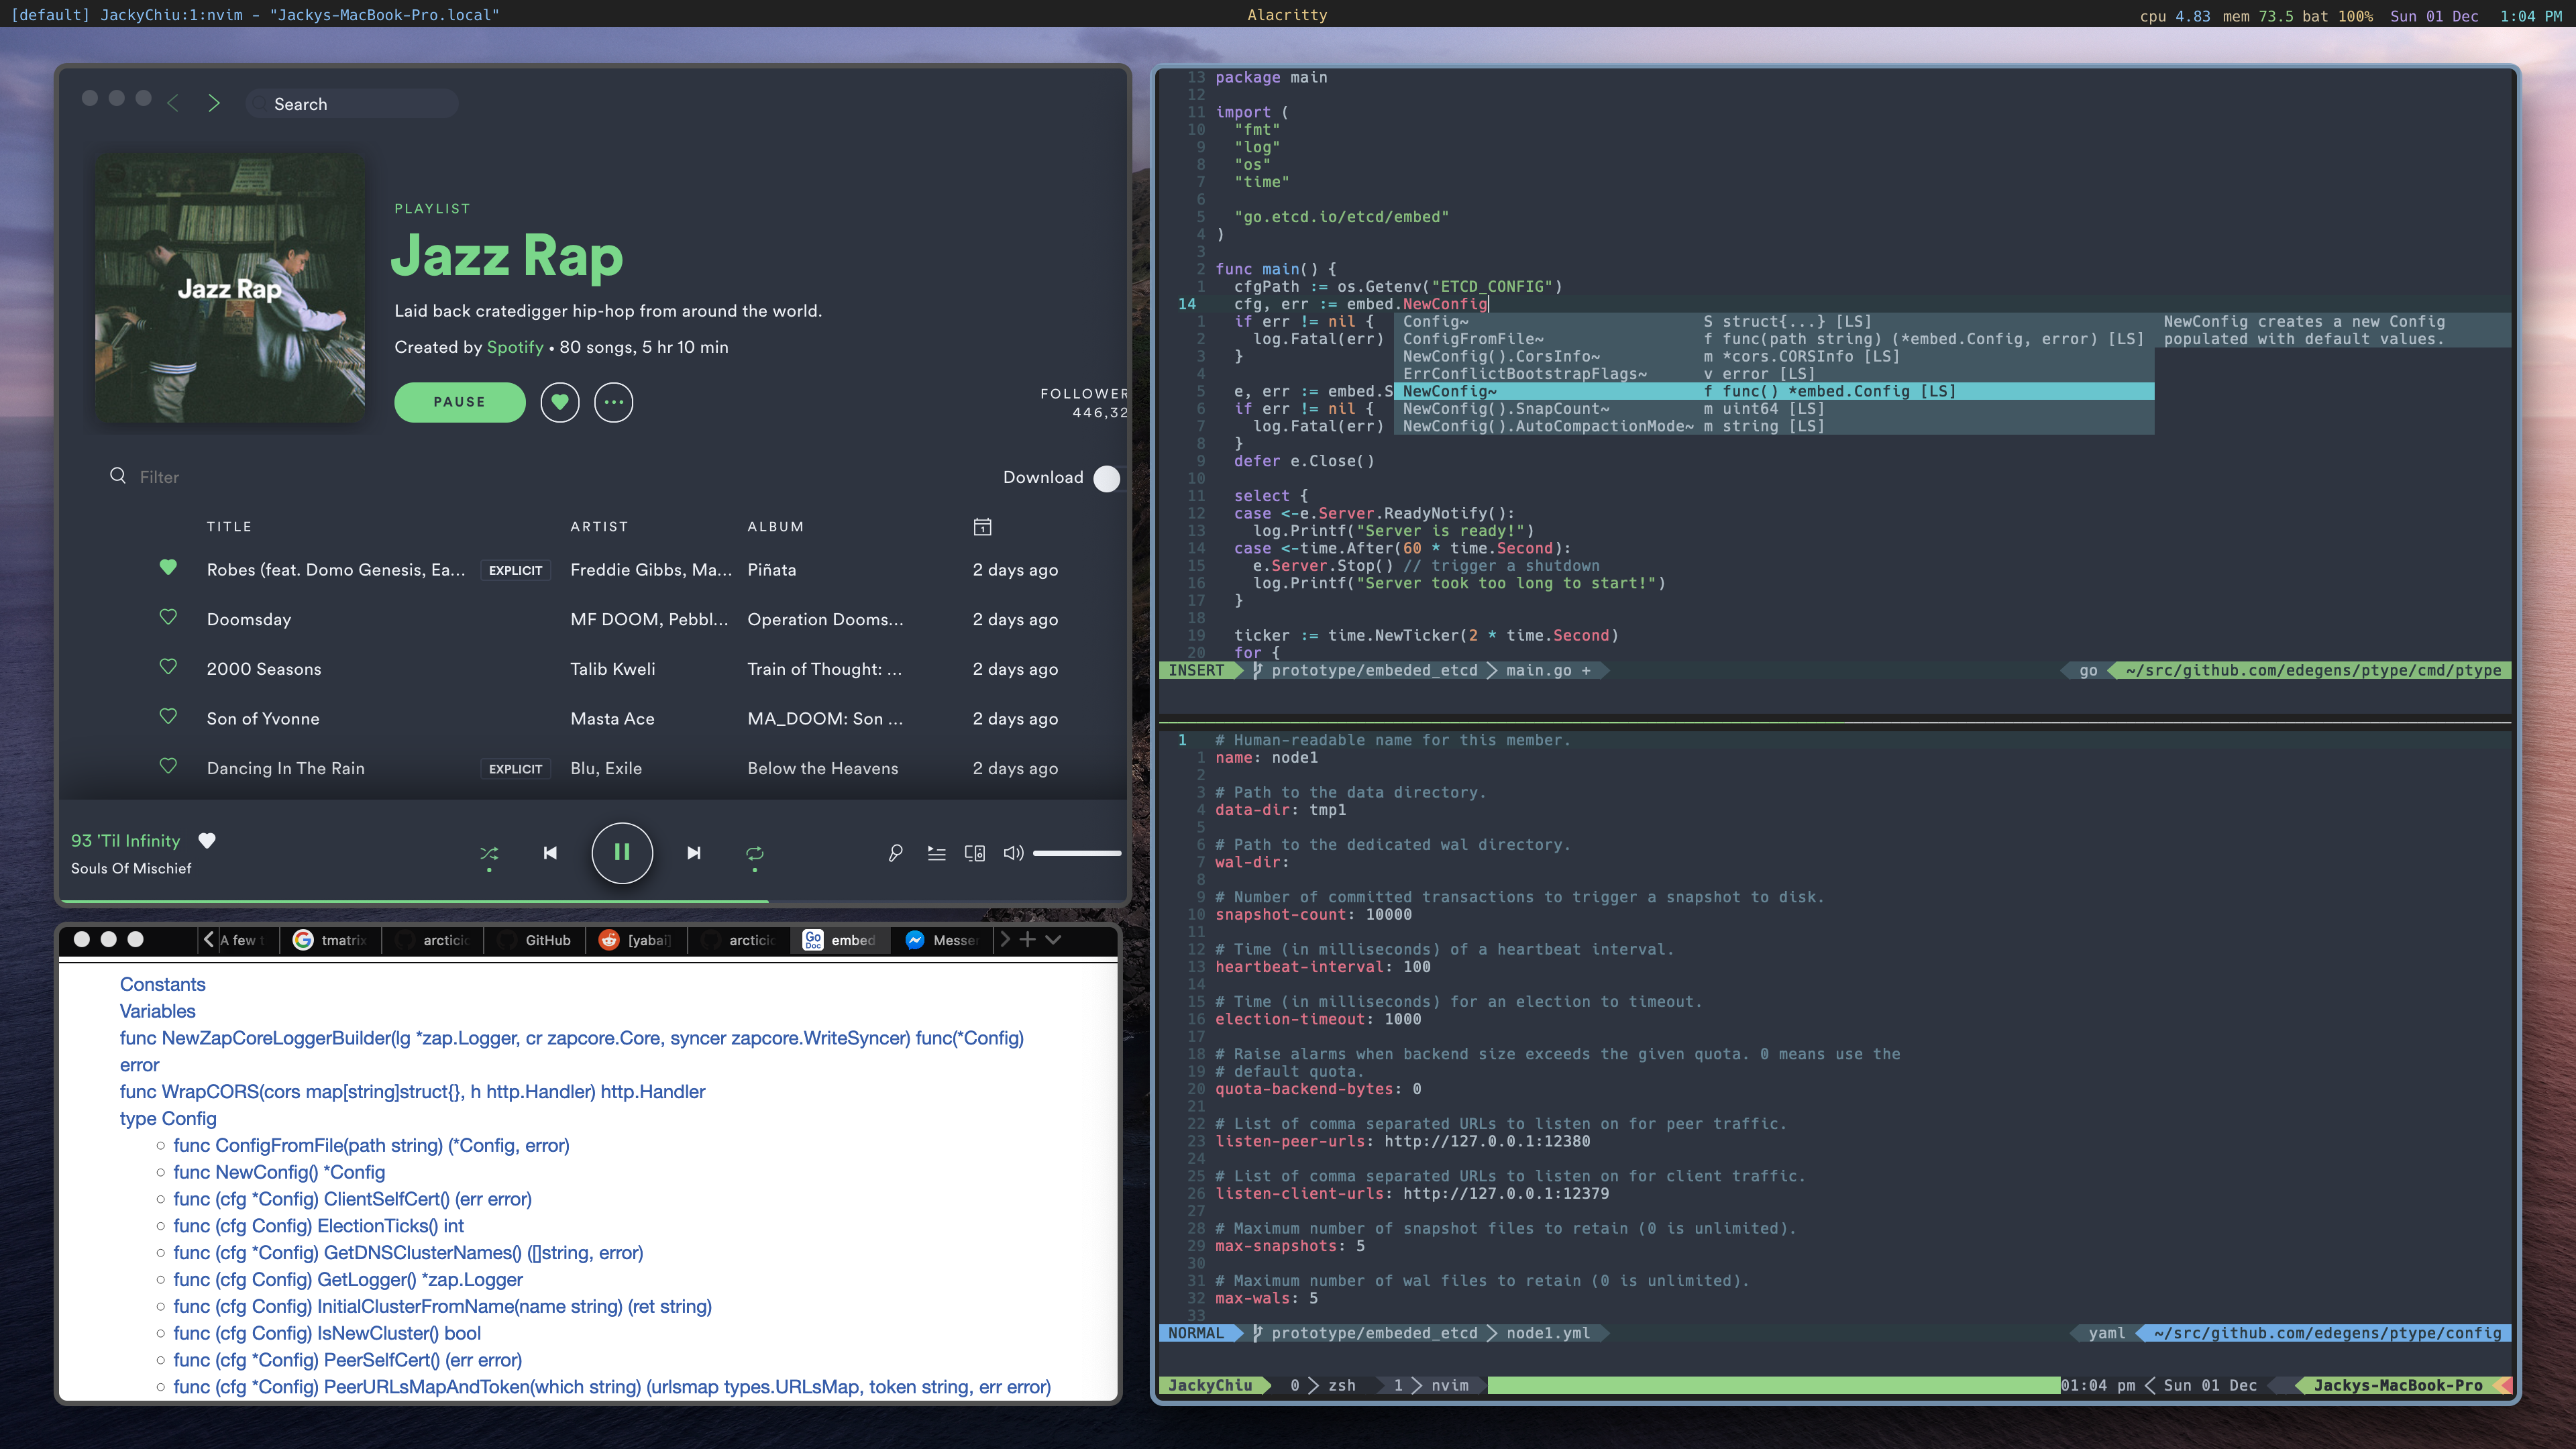 [default] JackyChiu:1:nvim - "Jackys-MacBook-Pro.local"
Alacritty
cpu 4.83 mem 73.5 bat 100% Sun 01 Dec 1:04 PM
Search
Jazz Rap
PLAYLIST
Jazz Rap
Laid back cratedigger hip-hop from around the world.
Created by Spotify • 80 songs, 5 hr 10 min
PAUSE
FOLLOWER
446,32
Filter
Download
TITLE ARTIST ALBUM
Robes (feat. Domo Genesis, Ea... EXPLICIT Freddie Gibbs, Ma... Piñata 2 days ago
Doomsday MF DOOM, Pebbl... Operation Dooms... 2 days ago
2000 Seasons Talib Kweli Train of Thought: ... 2 days ago
Son of Yvonne Masta Ace MA_DOOM: Son ... 2 days ago
Dancing In The Rain EXPLICIT Blu, Exile Below the Heavens 2 days ago
93 'Til Infinity
Souls Of Mischief
A few t tmatrix arcticic GitHub [yabai] arcticic embed Messer
Constants
Variables
func NewZapCoreLoggerBuilder(lg *zap.Logger, cr zapcore.Core, syncer zapcore.WriteSyncer) func(*Config)
error
func WrapCORS(cors map[string]struct{}, h http.Handler) http.Handler
type Config
func ConfigFromFile(path string) (*Config, error)
func NewConfig() *Config
func (cfg *Config) ClientSelfCert() (err error)
func (cfg Config) ElectionTicks() int
func (cfg *Config) GetDNSClusterNames() ([]string, error)
func (cfg Config) GetLogger() *zap.Logger
func (cfg Config) InitialClusterFromName(name string) (ret string)
func (cfg Config) IsNewCluster() bool
func (cfg *Config) PeerSelfCert() (err error)
func (cfg *Config) PeerURLsMapAndToken(which string) (urlsmap types.URLsMap, token string, err error)
13 package main
12
11 import (
10 "fmt"
9 "log"
8 "os"
7 "time"
6
5 "go.etcd.io/etcd/embed"
4 )
3
2 func main() {
1 cfgPath := os.Getenv("ETCD_CONFIG")
14 cfg, err := embed.NewConfig
1 if err != nil { Config~ S struct{...} [LS] NewConfig creates a new Config
2 log.Fatal(err) ConfigFromFile~ f func(path string) (*embed.Config, error) [LS] populated with default values.
3 } NewConfig().CorsInfo~ m *cors.CORSInfo [LS]
4 ErrConflictBootstrapFlags~ v error [LS]
5 e, err := embed.S NewConfig~ f func() *embed.Config [LS]
6 if err != nil { NewConfig().SnapCount~ m uint64 [LS]
7 log.Fatal(err) NewConfig().AutoCompactionMode~ m string [LS]
8 }
9 defer e.Close()
10
11 select {
12 case <-e.Server.ReadyNotify():
13 log.Printf("Server is ready!")
14 case <-time.After(60 * time.Second):
15 e.Server.Stop() // trigger a shutdown
16 log.Printf("Server took too long to start!")
17 }
18
19 ticker := time.NewTicker(2 * time.Second)
20 for {
INSERT prototype/embeded_etcd main.go + go ~/src/github.com/edegens/ptype/cmd/ptype
1 # Human-readable name for this member.
1 name: node1
2
3 # Path to the data directory.
4 data-dir: tmp1
5
6 # Path to the dedicated wal directory.
7 wal-dir:
8
9 # Number of committed transactions to trigger a snapshot to disk.
10 snapshot-count: 10000
11
12 # Time (in milliseconds) of a heartbeat interval.
13 heartbeat-interval: 100
14
15 # Time (in milliseconds) for an election to timeout.
16 election-timeout: 1000
17
18 # Raise alarms when backend size exceeds the given quota. 0 means use the
19 # default quota.
20 quota-backend-bytes: 0
21
22 # List of comma separated URLs to listen on for peer traffic.
23 listen-peer-urls: http://127.0.0.1:12380
24
25 # List of comma separated URLs to listen on for client traffic.
26 listen-client-urls: http://127.0.0.1:12379
27
28 # Maximum number of snapshot files to retain (0 is unlimited).
29 max-snapshots: 5
30
31 # Maximum number of wal files to retain (0 is unlimited).
32 max-wals: 5
33
NORMAL prototype/embeded_etcd node1.yml yaml ~/src/github.com/edegens/ptype/config
JackyChiu 0 zsh 1 nvim 01:04 pm Sun 01 Dec Jackys-MacBook-Pro